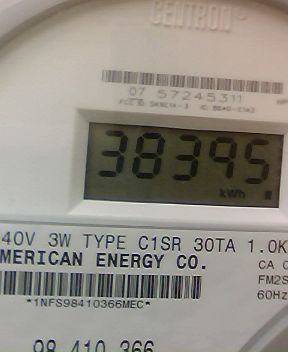 CENTRON®
07 57245311
38395
kWh
40V 3W TYPE C1SR 30TA 1.0K
MERICAN ENERGY CO.
CA 0
FM2S
*1NFS98410366MEC*
60Hz
98 410 366